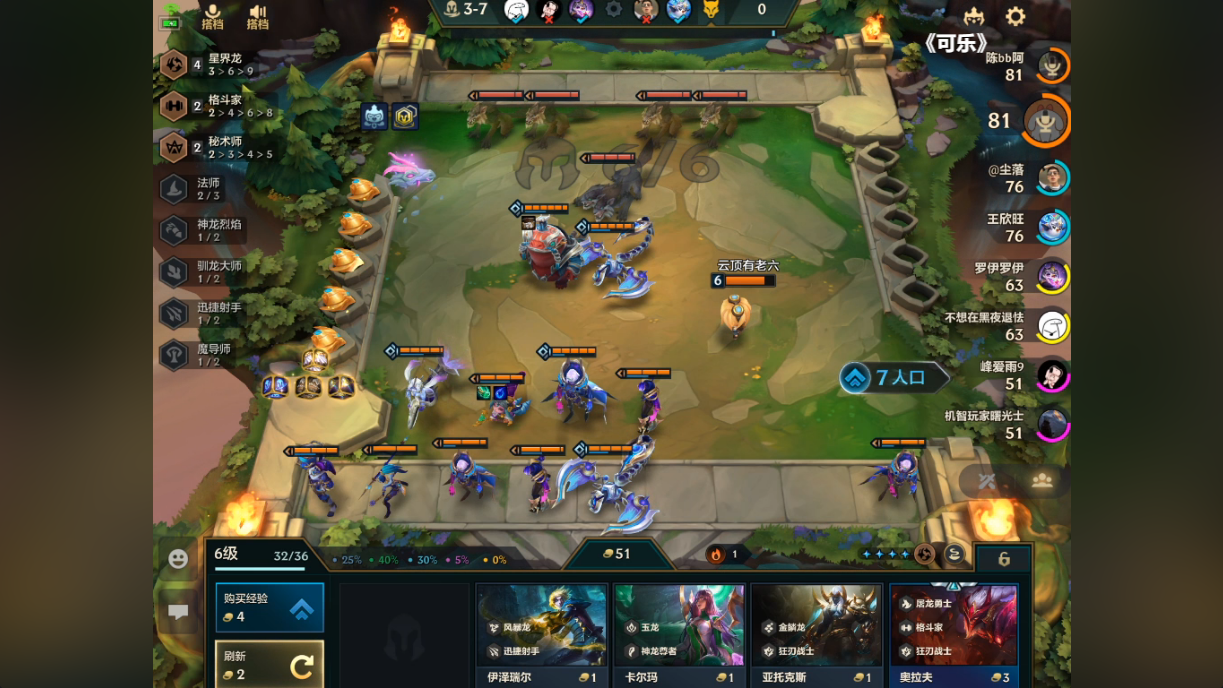 搭档
搭档
3-7
0
《可乐》
4 星界龙
3 > 6 > 9
2 格斗家
2 > 4 > 6 > 8
2 秘术师
2 > 3 > 4 > 5
法师
2 / 3
神龙烈焰
1 / 2
驯龙大师
1 / 2
迅捷射手
1 / 2
魔导师
1 / 2
6/6
云顶有老六
6
陈bb阿
81
81
@尘落
76
王欣旺
76
罗伊罗伊
63
不想在黑夜退怯
63
峰爱雨9
51
机智玩家曙光士
51
7 人口
6级 32/36
25% 40% 30% 5% 0%
51
1
6
购买经验
4
刷新
2
风暴龙
迅捷射手
伊泽瑞尔 1
玉龙
神龙尊者
卡尔玛 1
金鳞龙
狂刃战士
亚托克斯 1
屠龙勇士
格斗家
狂刃战士
奥拉夫 3